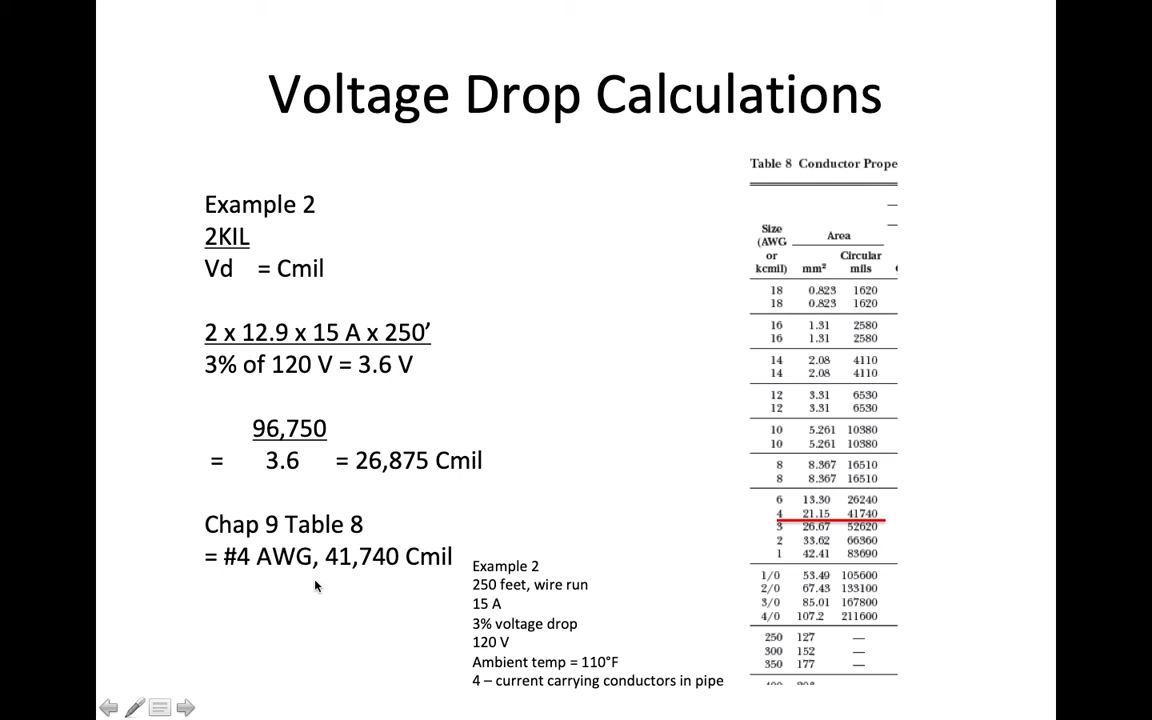 Voltage Drop Calculations
Example 2
2KIL
Vd = Cmil
2 x 12.9 x 15 A x 250’
3% of 120 V = 3.6 V
96,750
= 3.6 = 26,875 Cmil
Chap 9 Table 8
= #4 AWG, 41,740 Cmil
Example 2
250 feet, wire run
15 A
3% voltage drop
120 V
Ambient temp = 110°F
4 – current carrying conductors in pipe
Table 8 Conductor Prope
Size
(AWG
or
kcmil)
Area
mm²
Circular
mils
18 0.823 1620
18 0.823 1620
16 1.31 2580
16 1.31 2580
14 2.08 4110
14 2.08 4110
12 3.31 6530
12 3.31 6530
10 5.261 10380
10 5.261 10380
8 8.367 16510
8 8.367 16510
6 13.30 26240
4 21.15 41740
3 26.67 52620
2 33.62 66360
1 42.41 83690
1/0 53.49 105600
2/0 67.43 133100
3/0 85.01 167800
4/0 107.2 211600
250 127 —
300 152 —
350 177 —